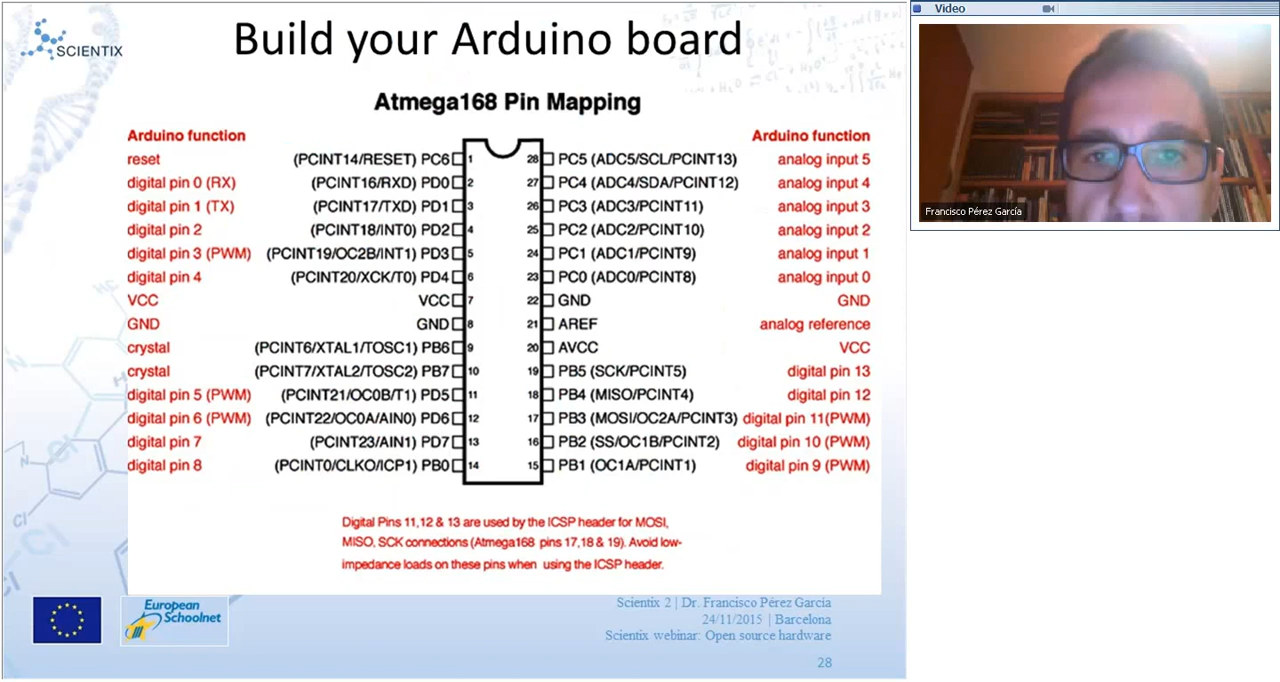 SCIENTIX
Build your Arduino board
Atmega168 Pin Mapping
Arduino function
Arduino function
reset (PCINT14/RESET) PC6 1 28 PC5 (ADC5/SCL/PCINT13) analog input 5
digital pin 0 (RX) (PCINT16/RXD) PD0 2 27 PC4 (ADC4/SDA/PCINT12) analog input 4
digital pin 1 (TX) (PCINT17/TXD) PD1 3 26 PC3 (ADC3/PCINT11) analog input 3
digital pin 2 (PCINT18/INT0) PD2 4 25 PC2 (ADC2/PCINT10) analog input 2
digital pin 3 (PWM) (PCINT19/OC2B/INT1) PD3 5 24 PC1 (ADC1/PCINT9) analog input 1
digital pin 4 (PCINT20/XCK/T0) PD4 6 23 PC0 (ADC0/PCINT8) analog input 0
VCC VCC 7 22 GND GND
GND GND 8 21 AREF analog reference
crystal (PCINT6/XTAL1/TOSC1) PB6 9 20 AVCC VCC
crystal (PCINT7/XTAL2/TOSC2) PB7 10 19 PB5 (SCK/PCINT5) digital pin 13
digital pin 5 (PWM) (PCINT21/OC0B/T1) PD5 11 18 PB4 (MISO/PCINT4) digital pin 12
digital pin 6 (PWM) (PCINT22/OC0A/AIN0) PD6 12 17 PB3 (MOSI/OC2A/PCINT3) digital pin 11(PWM)
digital pin 7 (PCINT23/AIN1) PD7 13 16 PB2 (SS/OC1B/PCINT2) digital pin 10 (PWM)
digital pin 8 (PCINT0/CLKO/ICP1) PB0 14 15 PB1 (OC1A/PCINT1) digital pin 9 (PWM)
Digital Pins 11,12 & 13 are used by the ICSP header for MOSI,
MISO, SCK connections (Atmega168 pins 17,18 & 19). Avoid low-
impedance loads on these pins when using the ICSP header.
European
Schoolnet
Scientix 2 | Dr. Francisco Pérez García
24/11/2015 | Barcelona
Scientix webinar: Open source hardware
28
Video
Francisco Pérez García